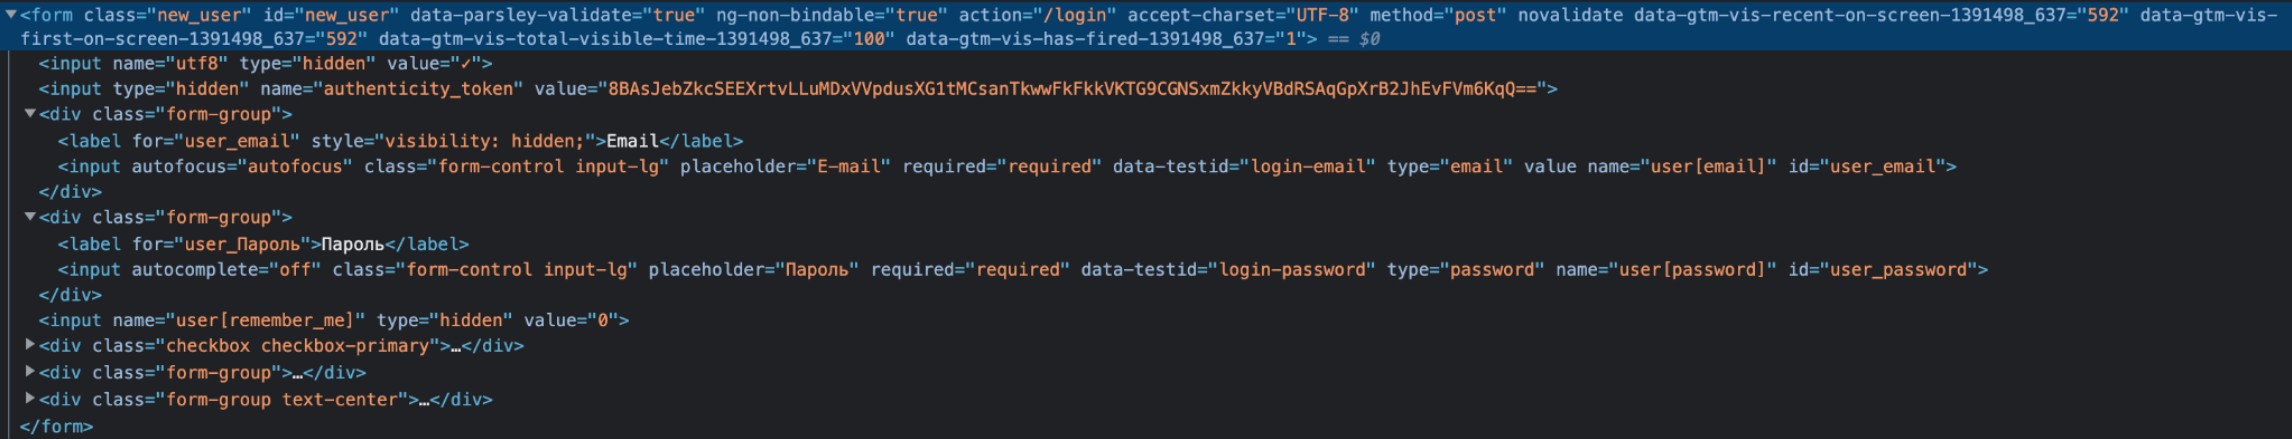 ▼<form class="new_user" id="new_user" data-parsley-validate="true" ng-non-bindable="true" action="/login" accept-charset="UTF-8" method="post" novalidate data-gtm-vis-recent-on-screen-1391498_637="592" data-gtm-vis-
first-on-screen-1391498_637="592" data-gtm-vis-total-visible-time-1391498_637="100" data-gtm-vis-has-fired-1391498_637="1"> == $0
<input name="utf8" type="hidden" value="✓">
<input type="hidden" name="authenticity_token" value="8BAsJebZkcSEEXrtvLLuMDxVVpdusXG1tMCsanTkwwFkFkkVKTG9CGNSxmZkkyVBdRSAqGpXrB2JhEvFVm6KqQ==">
▼<div class="form-group">
<label for="user_email" style="visibility: hidden;">Email</label>
<input autofocus="autofocus" class="form-control input-lg" placeholder="E-mail" required="required" data-testid="login-email" type="email" value name="user[email]" id="user_email">
</div>
▼<div class="form-group">
<label for="user_Пароль">Пароль</label>
<input autocomplete="off" class="form-control input-lg" placeholder="Пароль" required="required" data-testid="login-password" type="password" name="user[password]" id="user_password">
</div>
<input name="user[remember_me]" type="hidden" value="0">
▶<div class="checkbox checkbox-primary">…</div>
▶<div class="form-group">…</div>
▶<div class="form-group text-center">…</div>
</form>